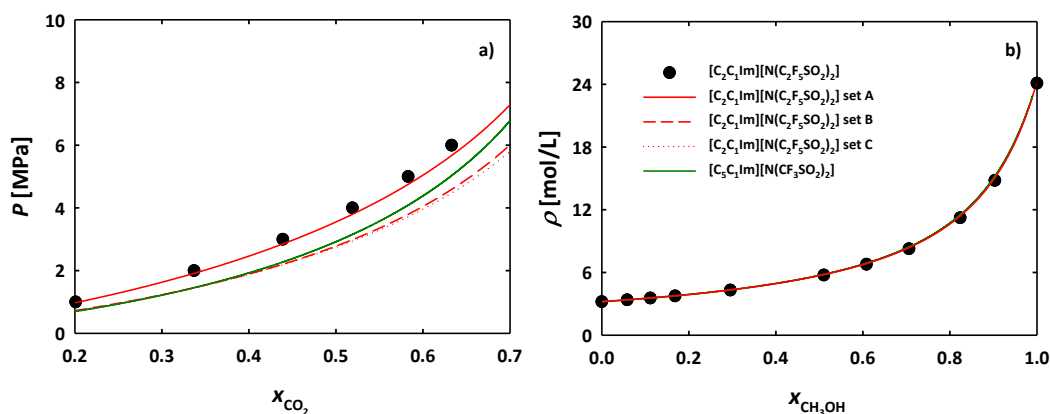 10
8
6
4
2
0
P [MPa]
a)
0.2 0.3 0.4 0.5 0.6 0.7
xCO2
30
24
18
12
6
0
ρ [mol/L]
b)
[C2C1Im][N(C2F5SO2)2]
[C2C1Im][N(C2F5SO2)2] set A
[C2C1Im][N(C2F5SO2)2] set B
[C2C1Im][N(C2F5SO2)2] set C
[C5C1Im][N(CF3SO2)2]
0.0 0.2 0.4 0.6 0.8 1.0
xCH3OH